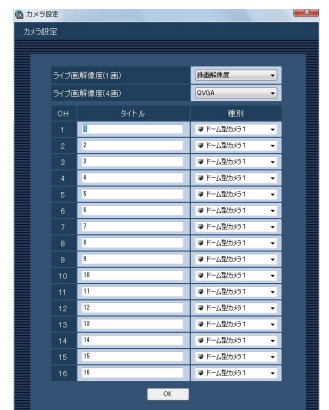 カメラ設定
カメラ設定
ライブ画解像度(1画) 録画解像度
ライブ画解像度(4画) QVGA
CH タイトル 種別
1 1 ドーム型カメラ1
2 2 ドーム型カメラ1
3 3 ドーム型カメラ1
4 4 ドーム型カメラ1
5 5 ドーム型カメラ1
6 6 ドーム型カメラ1
7 7 ドーム型カメラ1
8 8 ドーム型カメラ1
9 9 ドーム型カメラ1
10 10 ドーム型カメラ1
11 11 ドーム型カメラ1
12 12 ドーム型カメラ1
13 13 ドーム型カメラ1
14 14 ドーム型カメラ1
15 15 ドーム型カメラ1
16 16 ドーム型カメラ1
OK